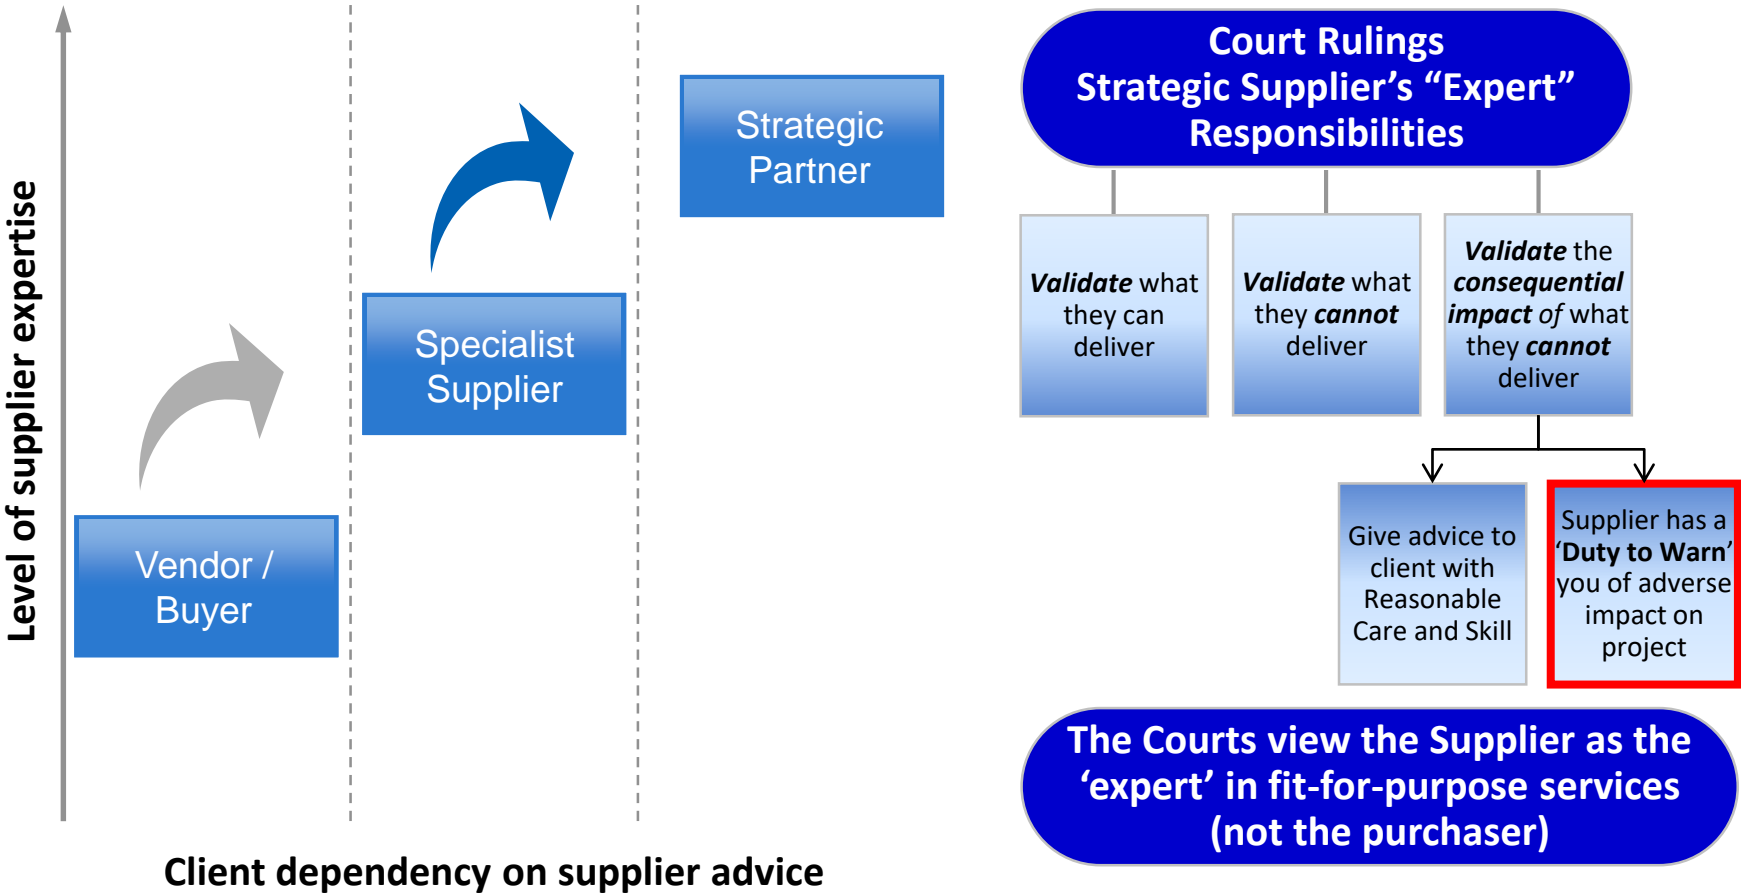 Level of supplier expertise
Vendor /
Buyer
Specialist
Supplier
Strategic
Partner
Client dependency on supplier advice
Court Rulings
Strategic Supplier’s “Expert”
Responsibilities
Validate what
they can
deliver
Validate what
they cannot
deliver
Validate the
consequential
impact of what
they cannot
deliver
Give advice to
client with
Reasonable
Care and Skill
Supplier has a
‘Duty to Warn’
you of adverse
impact on
project
The Courts view the Supplier as the
‘expert’ in fit-for-purpose services
(not the purchaser)